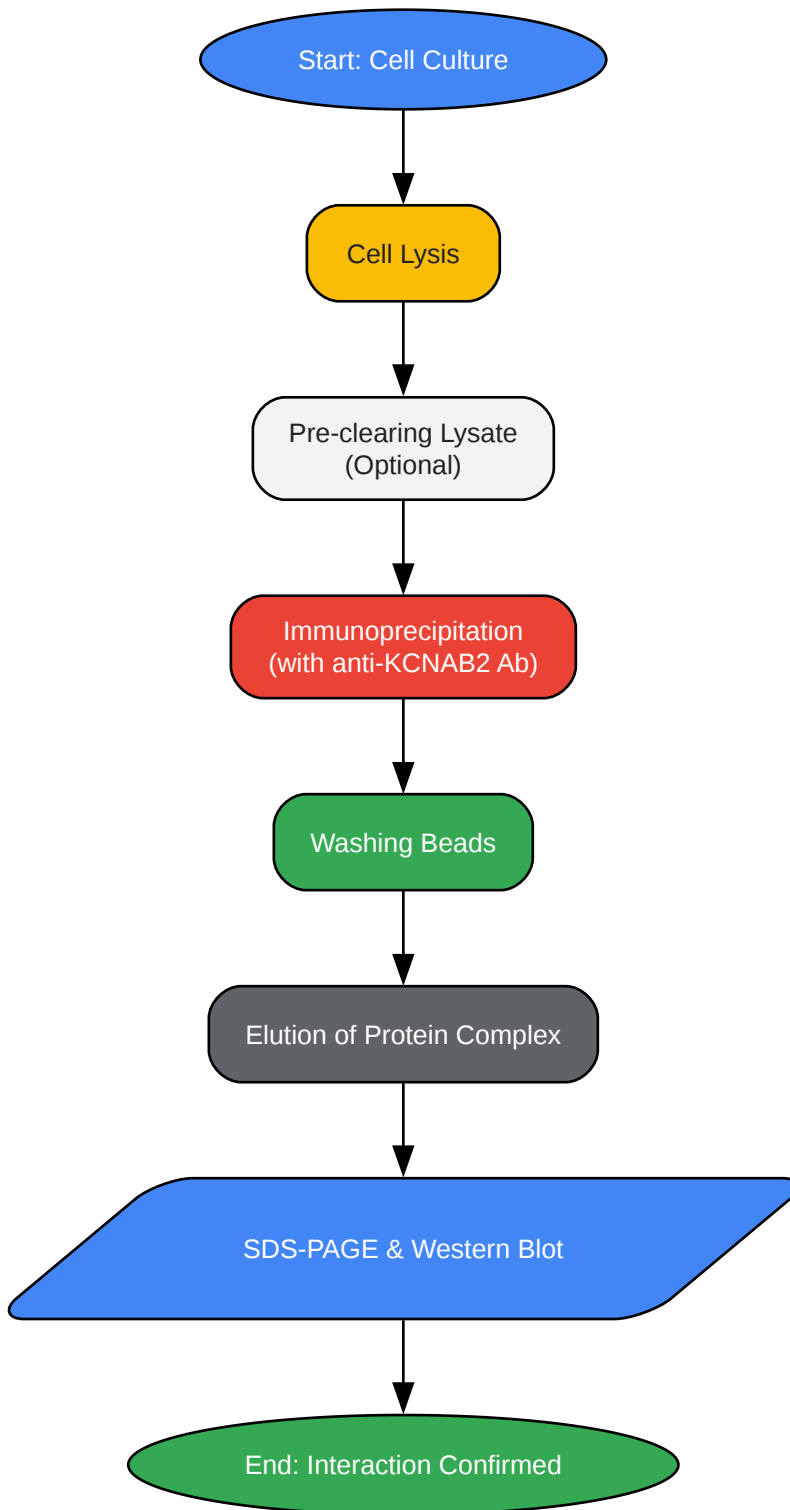 Start: Cell Culture
Cell Lysis
Pre-clearing Lysate
(Optional)
Immunoprecipitation
(with anti-KCNAB2 Ab)
Washing Beads
Elution of Protein Complex
SDS-PAGE & Western Blot
End: Interaction Confirmed